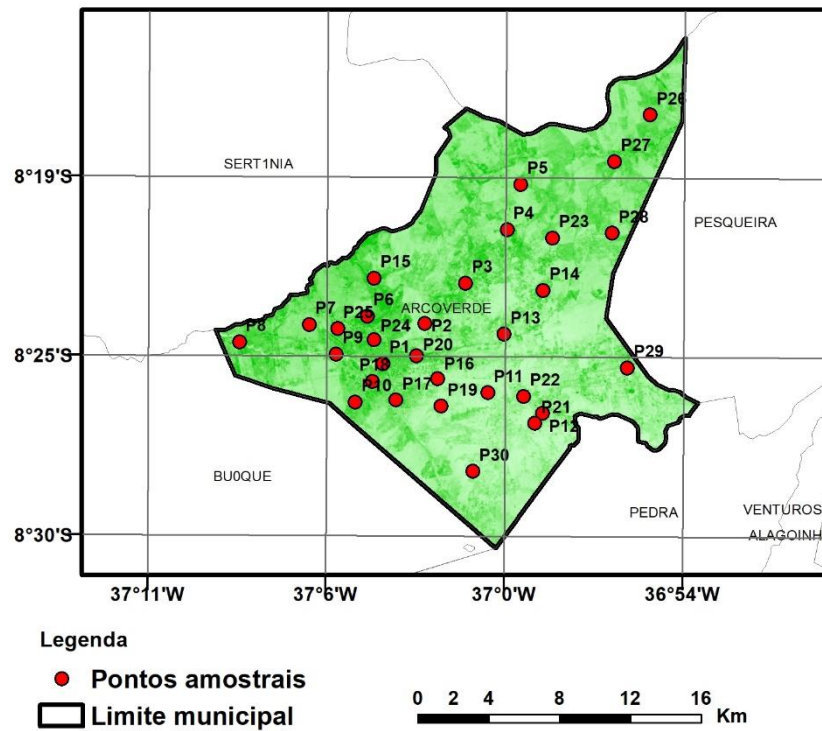 P26
P27
SERT1NIA
8°19'S
P5
P4
P23
P28
PESQUEIRA
P15
P3
P14
P6
ARCOVERDE
P7
P25
P2
P13
P8
P24
P9
P1
P20
8°25'S
P18
P16
P29
P10
P17
P19
P11
P22
P21
P12
P30
BU0QUE
PEDRA
VENTUROS
8°30'S
ALAGOINH
37°11'W
37°6'W
37°0'W
36°54'W
Legenda
Pontos amostrais
Limite municipal
0 2 4 8 12 16
Km